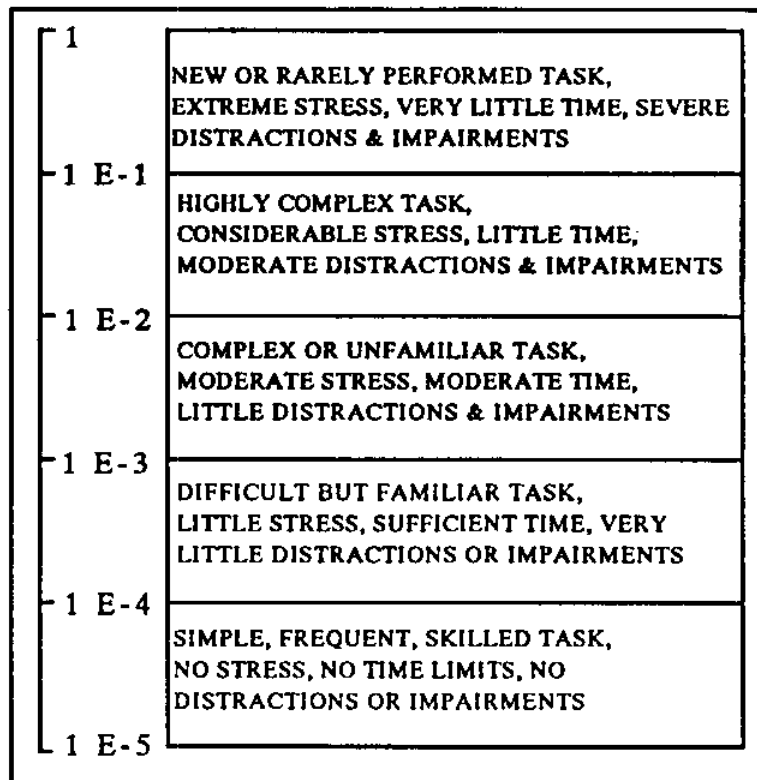 1
NEW OR RARELY PERFORMED TASK,
EXTREME STRESS, VERY LITTLE TIME, SEVERE
DISTRACTIONS & IMPAIRMENTS
1 E-1
HIGHLY COMPLEX TASK,
CONSIDERABLE STRESS, LITTLE TIME,
MODERATE DISTRACTIONS & IMPAIRMENTS
1 E-2
COMPLEX OR UNFAMILIAR TASK,
MODERATE STRESS, MODERATE TIME,
LITTLE DISTRACTIONS & IMPAIRMENTS
1 E-3
DIFFICULT BUT FAMILIAR TASK,
LITTLE STRESS, SUFFICIENT TIME, VERY
LITTLE DISTRACTIONS OR IMPAIRMENTS
1 E-4
SIMPLE, FREQUENT, SKILLED TASK,
NO STRESS, NO TIME LIMITS, NO
DISTRACTIONS OR IMPAIRMENTS
1 E-5